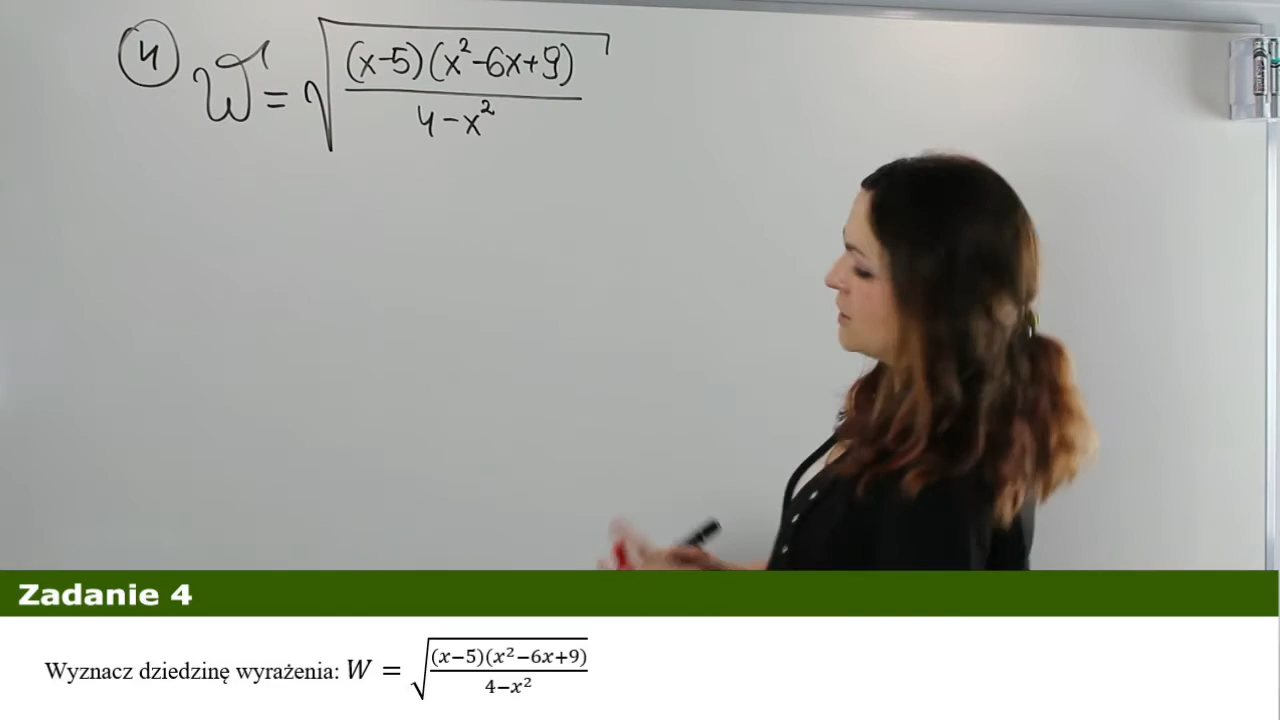 4 W = √((x-5)(x²-6x+9) / (4-x²))
Zadanie 4
Wyznacz dziedzinę wyrażenia: W = √((x−5)(x²−6x+9) / (4−x²))